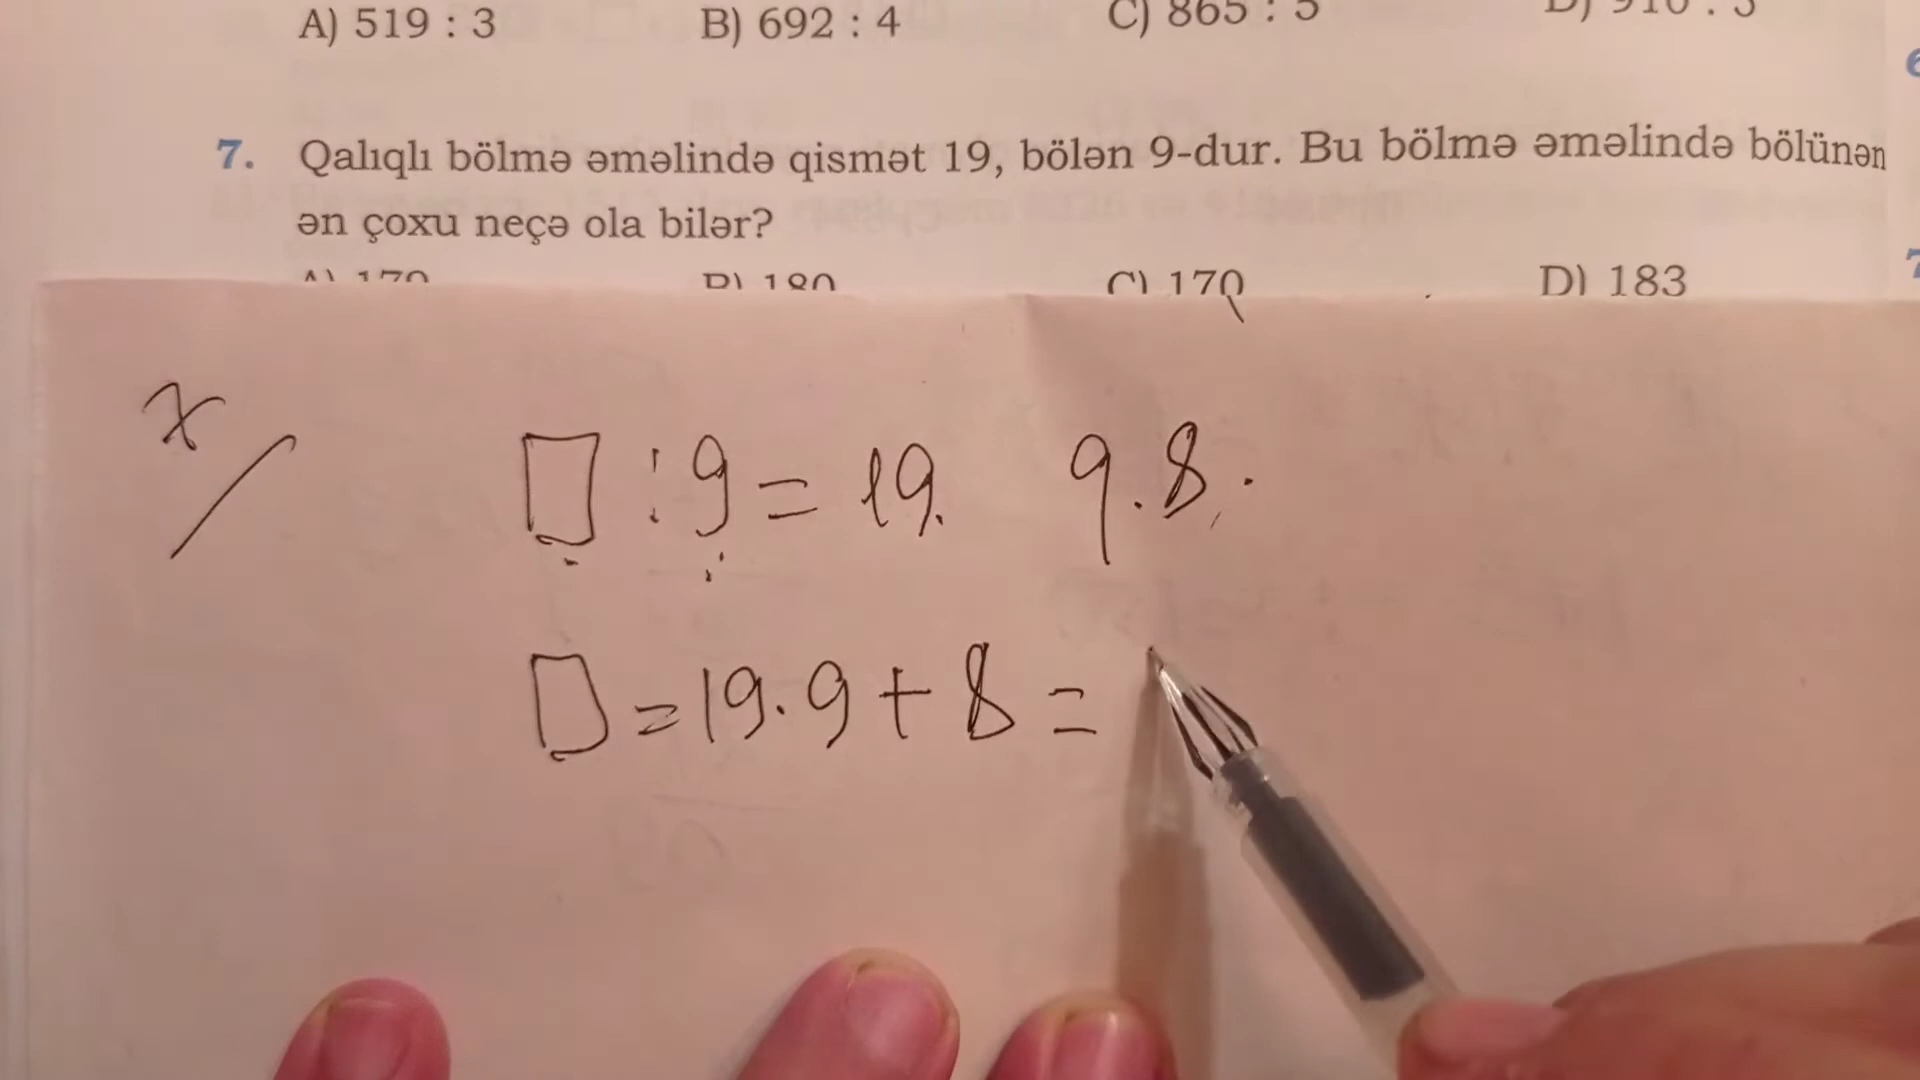 A) 519 : 3 B) 692 : 4 C) 865 : 5
7. Qalıqlı bölmə əməlində qismət 19, bölən 9-dur. Bu bölmə əməlində bölünən
ən çoxu neçə ola bilər?
D) 183
7
□ : 9 = 19. 9.8.
□ = 19.9 + 8 =